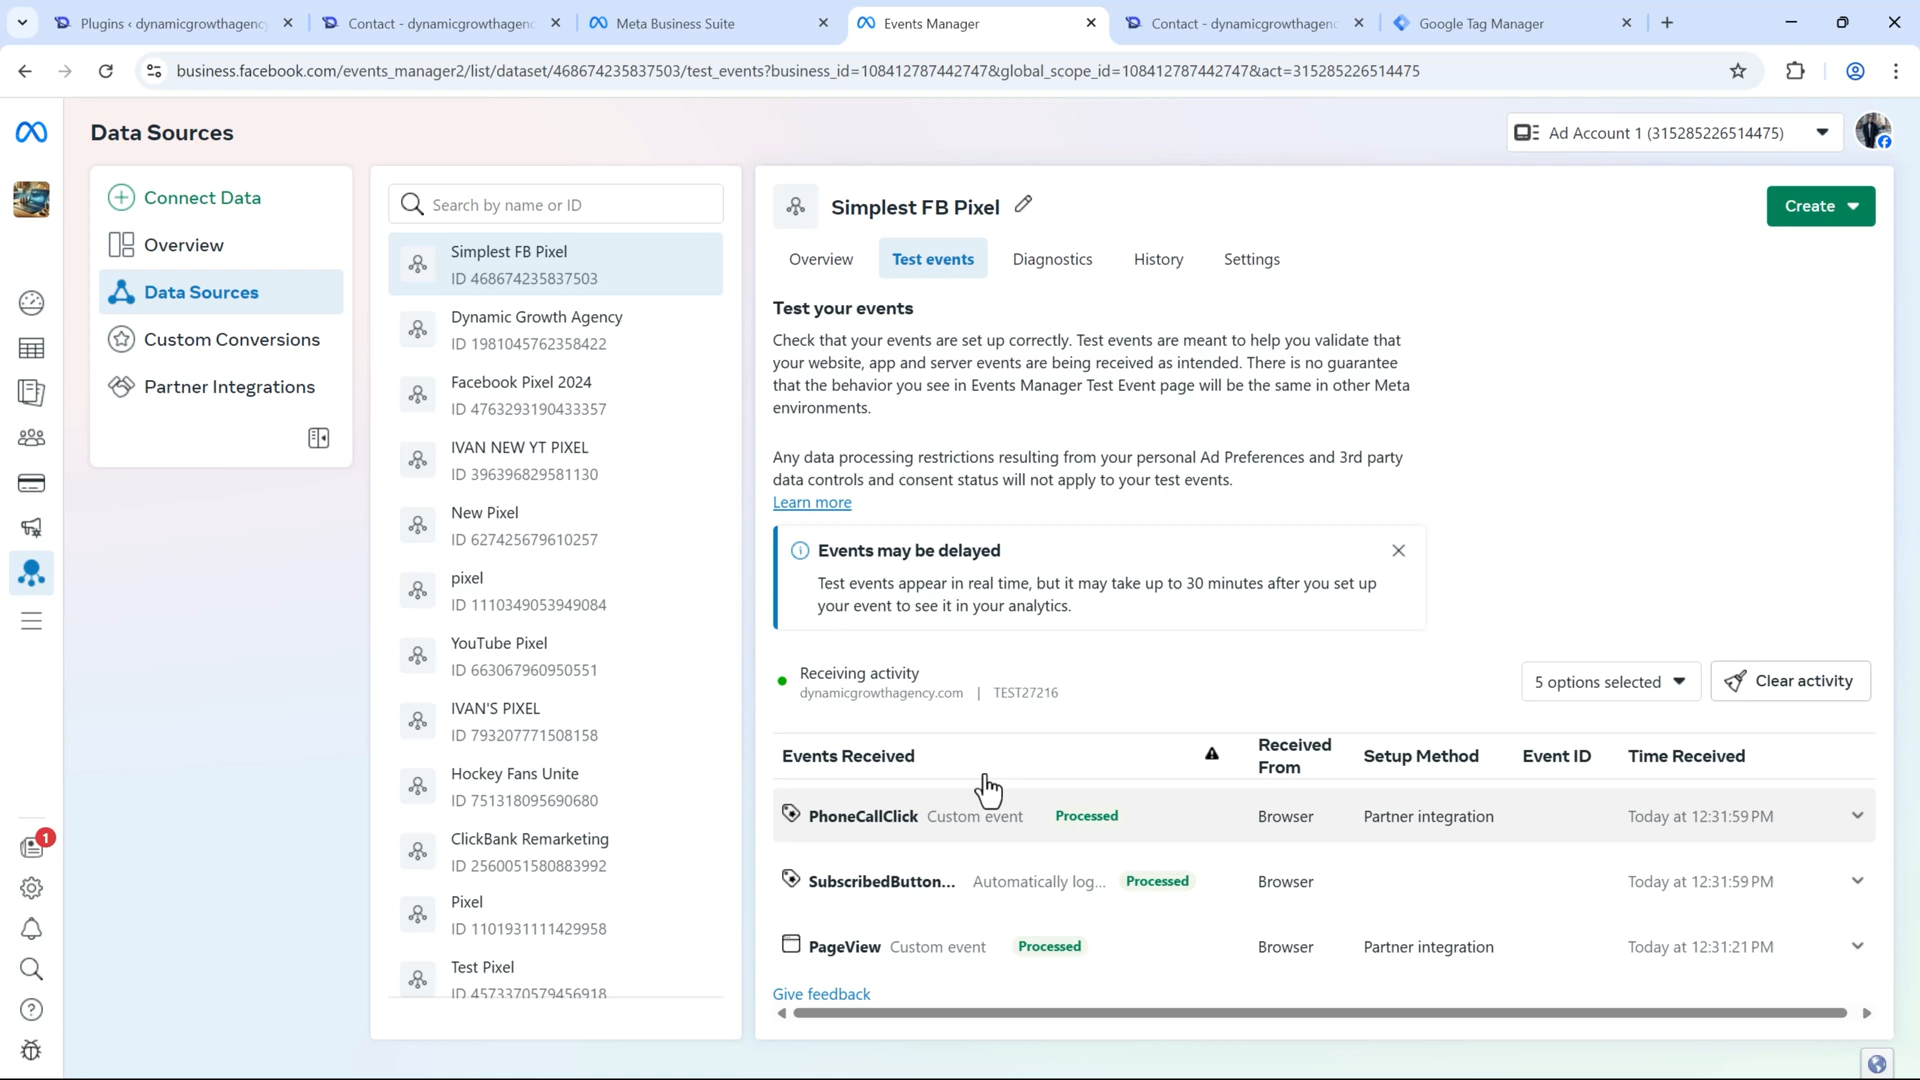 Plugins ‹ dynamicgrowthagency
Contact - dynamicgrowthagenc
Meta Business Suite
Events Manager
Contact - dynamicgrowthagenc
Google Tag Manager
business.facebook.com/events_manager2/list/dataset/468674235837503/test_events?business_id=108412787442747&global_scope_id=108412787442747&act=315285226514475
Data Sources
Ad Account 1 (315285226514475)
Connect Data
Overview
Data Sources
Custom Conversions
Partner Integrations
1
Search by name or ID
Simplest FB Pixel
ID 468674235837503
Dynamic Growth Agency
ID 1981045762358422
Facebook Pixel 2024
ID 4763293190433357
IVAN NEW YT PIXEL
ID 396396829581130
New Pixel
ID 627425679610257
pixel
ID 1110349053949084
YouTube Pixel
ID 663067960950551
IVAN'S PIXEL
ID 793207771508158
Hockey Fans Unite
ID 751318095690680
ClickBank Remarketing
ID 2560051580883992
Pixel
ID 1101931111429958
Test Pixel
ID 4573370579456918
Simplest FB Pixel
Create
Overview Test events Diagnostics History Settings
Test your events
Check that your events are set up correctly. Test events are meant to help you validate that
your website, app and server events are being received as intended. There is no guarantee
that the behavior you see in Events Manager Test Event page will be the same in other Meta
environments.
Any data processing restrictions resulting from your personal Ad Preferences and 3rd party
data controls and consent status will not apply to your test events.
Learn more
Events may be delayed
Test events appear in real time, but it may take up to 30 minutes after you set up
your event to see it in your analytics.
Receiving activity
dynamicgrowthagency.com | TEST27216
5 options selected
Clear activity
Events Received Received From Setup Method Event ID Time Received
PhoneCallClick Custom event Processed Browser Partner integration Today at 12:31:59 PM
SubscribedButton... Automatically log... Processed Browser Today at 12:31:59 PM
PageView Custom event Processed Browser Partner integration Today at 12:31:21 PM
Give feedback